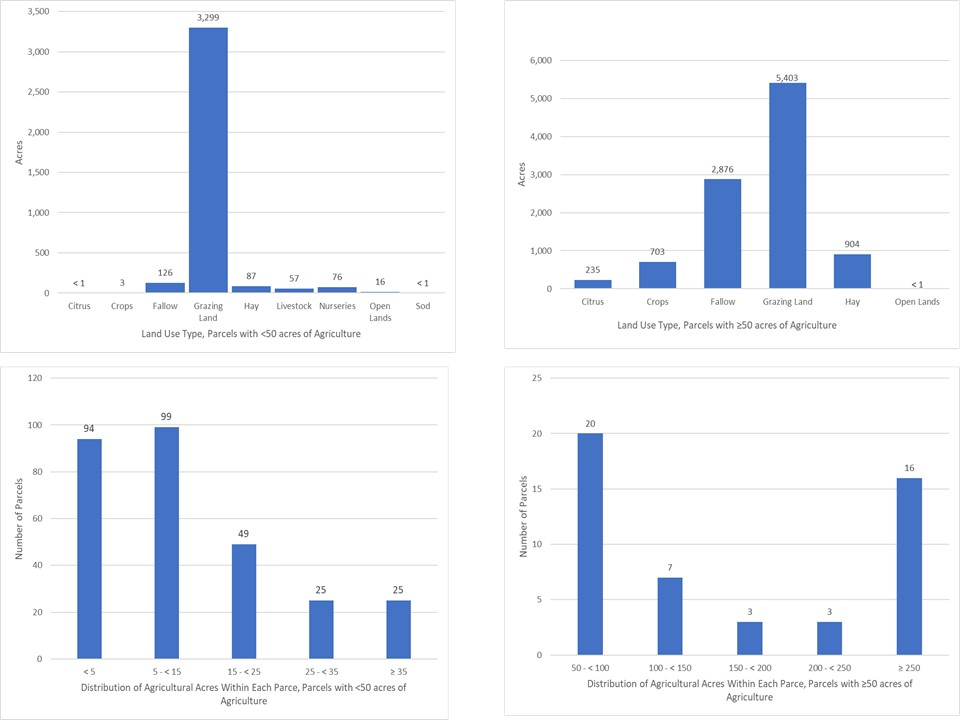 3,500
3,000
2,500
2,000
1,500
1,000
500
0
Acres
< 1
3
126
3,299
87
57
76
16
< 1
Citrus
Crops
Fallow
Grazing
Land
Hay
Livestock
Nurseries
Open
Lands
Sod
Land Use Type, Parcels with <50 acres of Agriculture
6,000
5,000
4,000
3,000
2,000
1,000
0
Acres
235
703
2,876
5,403
904
< 1
Citrus
Crops
Fallow
Grazing Land
Hay
Open Lands
Land Use Type, Parcels with ≥50 acres of Agriculture
120
100
80
60
40
20
0
Number of Parcels
94
99
49
25
25
< 5
5 - < 15
15 - < 25
25 - < 35
≥ 35
Distribution of Agricultural Acres Within Each Parce, Parcels with <50 acres of
Agriculture
25
20
15
10
5
0
Number of Parcels
20
7
3
3
16
50 - < 100
100 - < 150
150 - < 200
200 - < 250
≥ 250
Distribution of Agricultural Acres Within Each Parce, Parcels with ≥50 acres of
Agriculture